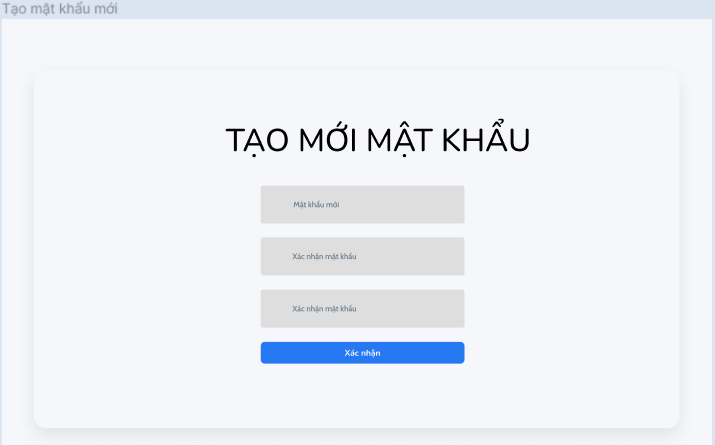 Tạo mật khẩu mới
TẠO MỚI MẬT KHẨU
Mật khẩu mới
Xác nhận mật khẩu
Xác nhận mật khẩu
Xác nhận